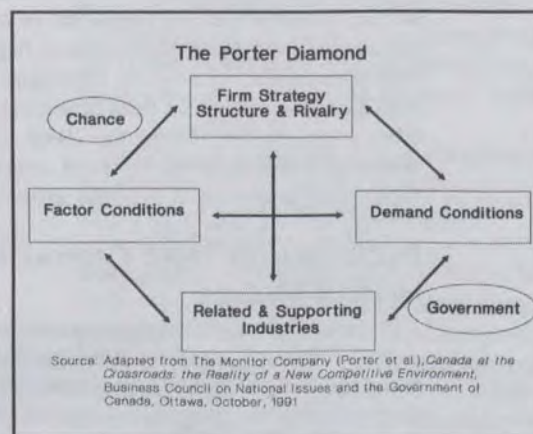 The Porter Diamond
Firm Strategy
Structure & Rivalry
Chance
Factor Conditions
Demand Conditions
Related & Supporting
Industries
Government
Source: Adapted from The Monitor Company (Porter et al), Canada at the
Crossroads: the Reality of a New Competitive Environment,
Business Council on National Issues and the Government of
Canada, Ottawa, October, 1991